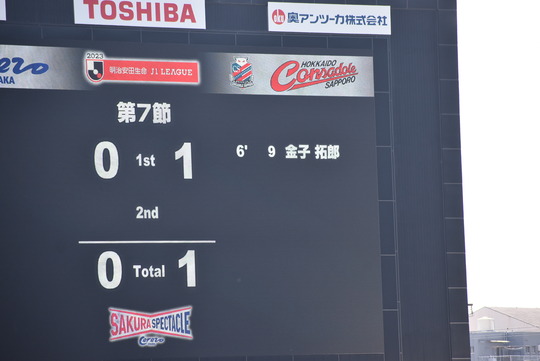 TOSHIBA
奥アンツーカ株式会社
2023
明治安田生命 J1 LEAGUE
HOKKAIDO
Consadole
SAPPORO
第7節
0 1st 1 6' 9 金子 拓郎
2nd
0 Total 1
SAKURA SPECTACLE
Cerezo